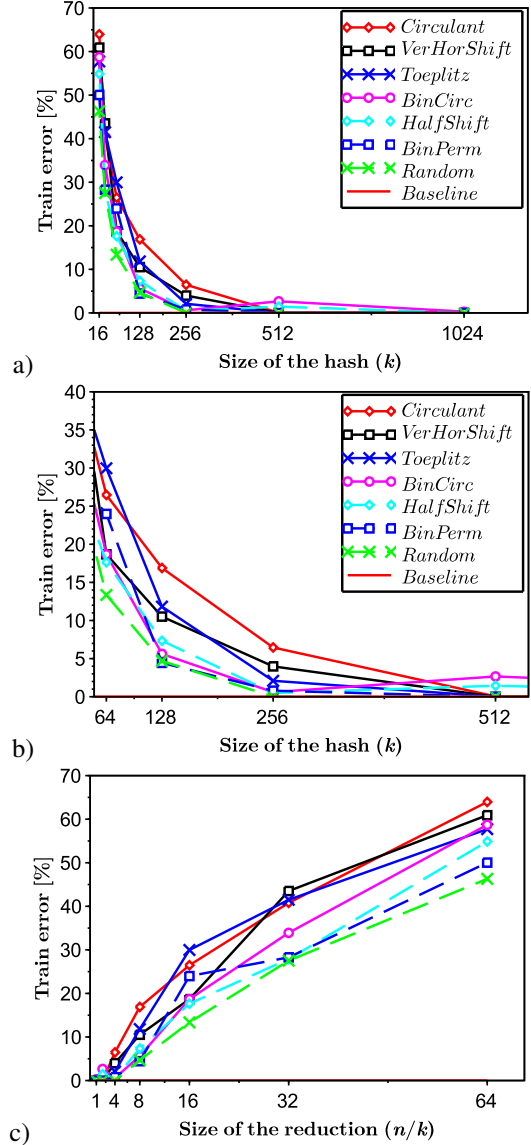 70
60
50
40
30
20
10
0
Train error [%]
Circulant
VerHorShift
Toeplitz
BinCirc
HalfShift
BinPerm
Random
Baseline
16 128 256 512 1024
Size of the hash (k)
a)
40
35
30
25
20
15
10
5
0
Train error [%]
Circulant
VerHorShift
Toeplitz
BinCirc
HalfShift
BinPerm
Random
Baseline
64 128 256 512
Size of the hash (k)
b)
70
60
50
40
30
20
10
0
Train error [%]
1 4 8 16 32 64
Size of the reduction (n/k)
c)